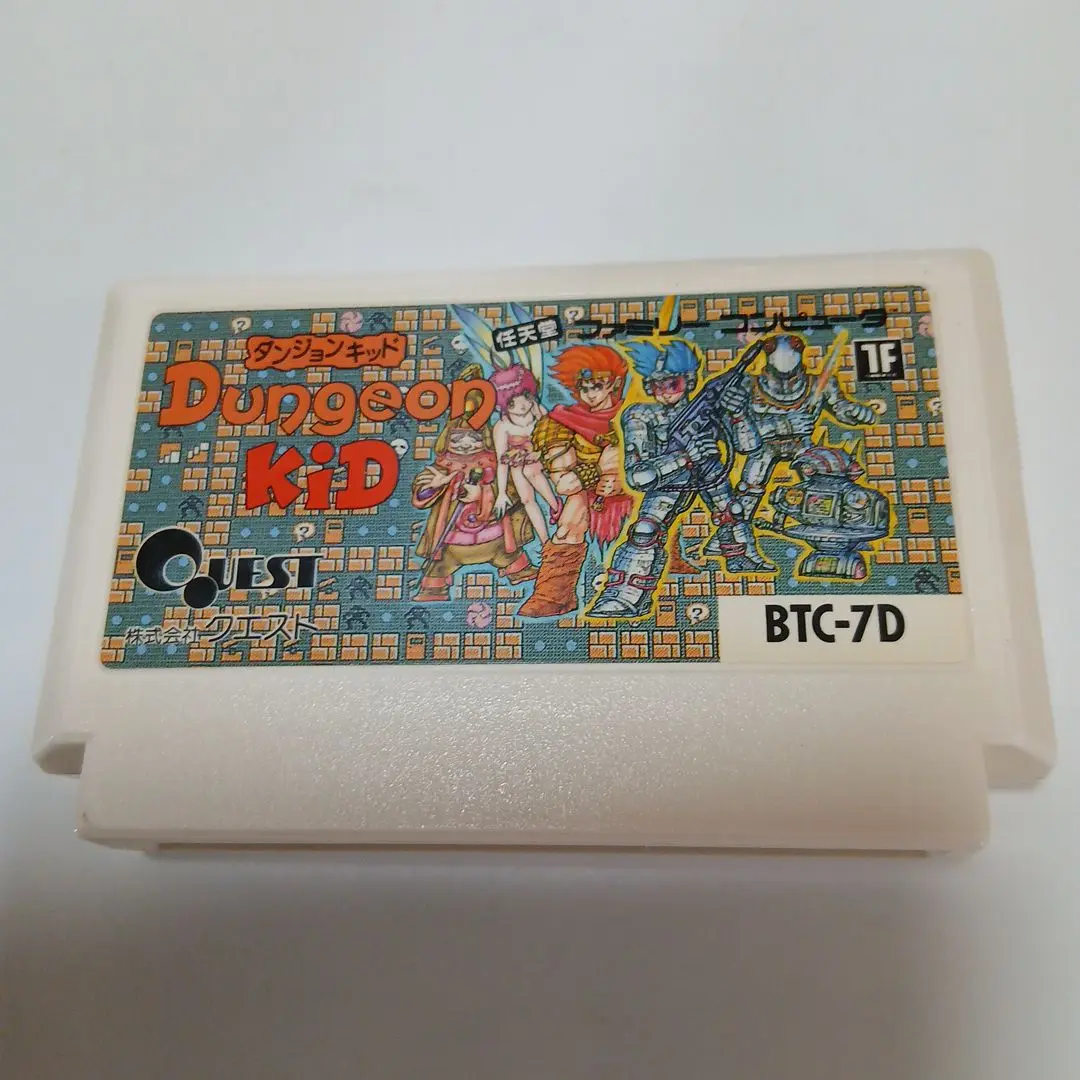 任天堂 ファミリーコンピュータ
1F
ダンジョンキッド
Dungeon
KiD
QUEST
株式会社クエスト
BTC-7D